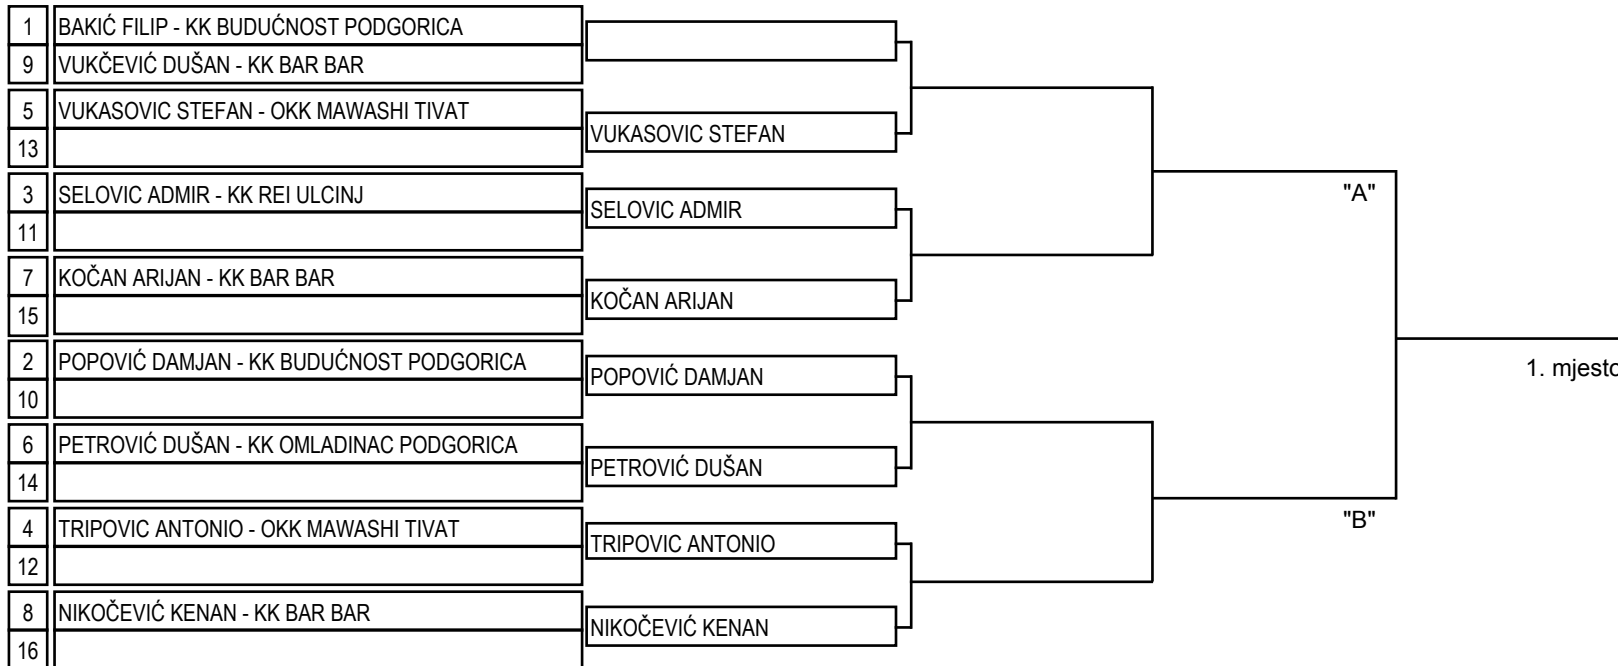 1 BAKIĆ FILIP - KK BUDUĆNOST PODGORICA
9 VUKČEVIĆ DUŠAN - KK BAR BAR
5 VUKASOVIC STEFAN - OKK MAWASHI TIVAT
VUKASOVIC STEFAN
13
3 SELOVIC ADMIR - KK REI ULCINJ
"A"
SELOVIC ADMIR
11
7 KOČAN ARIJAN - KK BAR BAR
KOČAN ARIJAN
15
2 POPOVIĆ DAMJAN - KK BUDUĆNOST PODGORICA
1. mjesto
POPOVIĆ DAMJAN
10
6 PETROVIĆ DUŠAN - KK OMLADINAC PODGORICA
PETROVIĆ DUŠAN
14
"B"
4 TRIPOVIC ANTONIO - OKK MAWASHI TIVAT
TRIPOVIC ANTONIO
12
8 NIKOČEVIĆ KENAN - KK BAR BAR
NIKOČEVIĆ KENAN
16